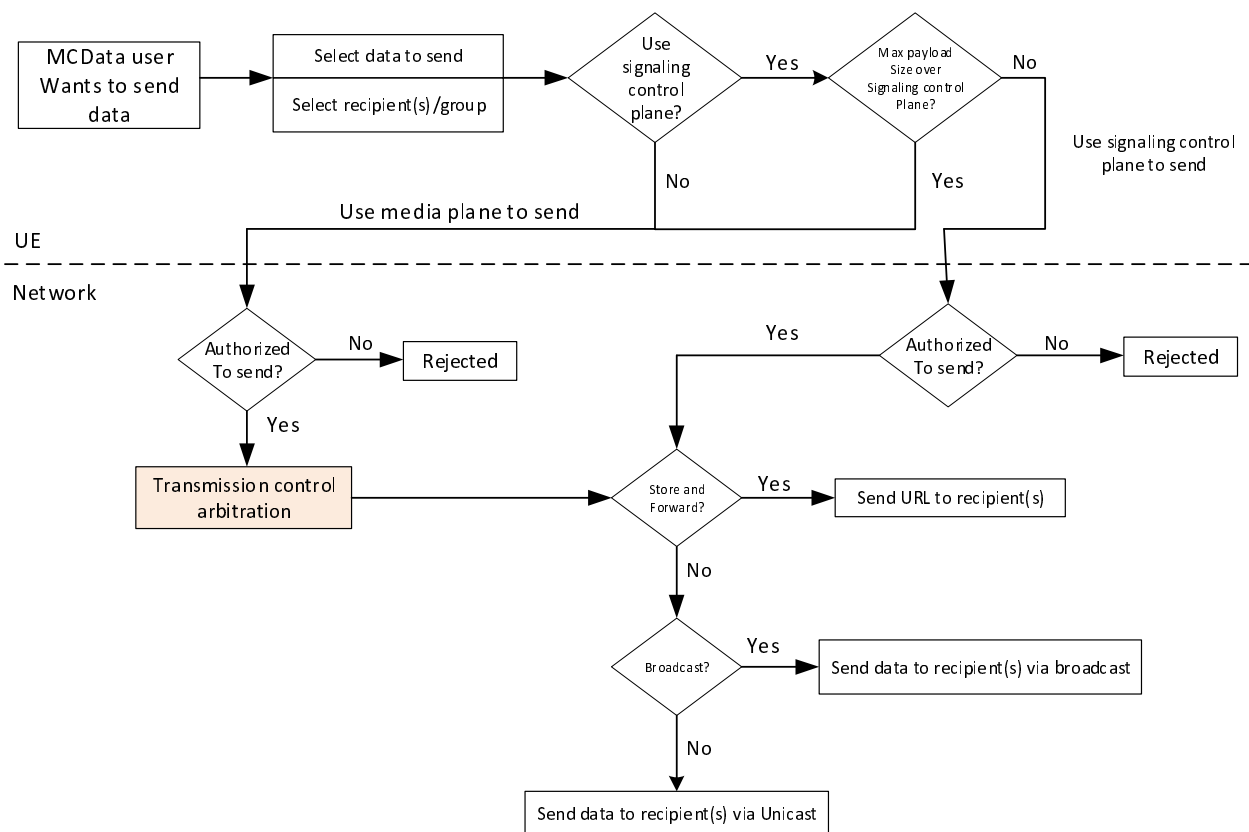 MCData user
Wants to send
data
Select data to send
Select recipient(s)/group
Use
signaling
control
plane?
Yes
Max payload
Size over
Signaling control
Plane?
No
Use signaling control
plane to send
No
Yes
Use media plane to send
UE
Network
Authorized
To send?
No
Rejected
Yes
Yes
Authorized
To send?
No
Rejected
Transmission control
arbitration
Store and
Forward?
Yes
Send URL to recipient(s)
No
Broadcast?
Yes
Send data to recipient(s) via broadcast
No
Send data to recipient(s) via Unicast